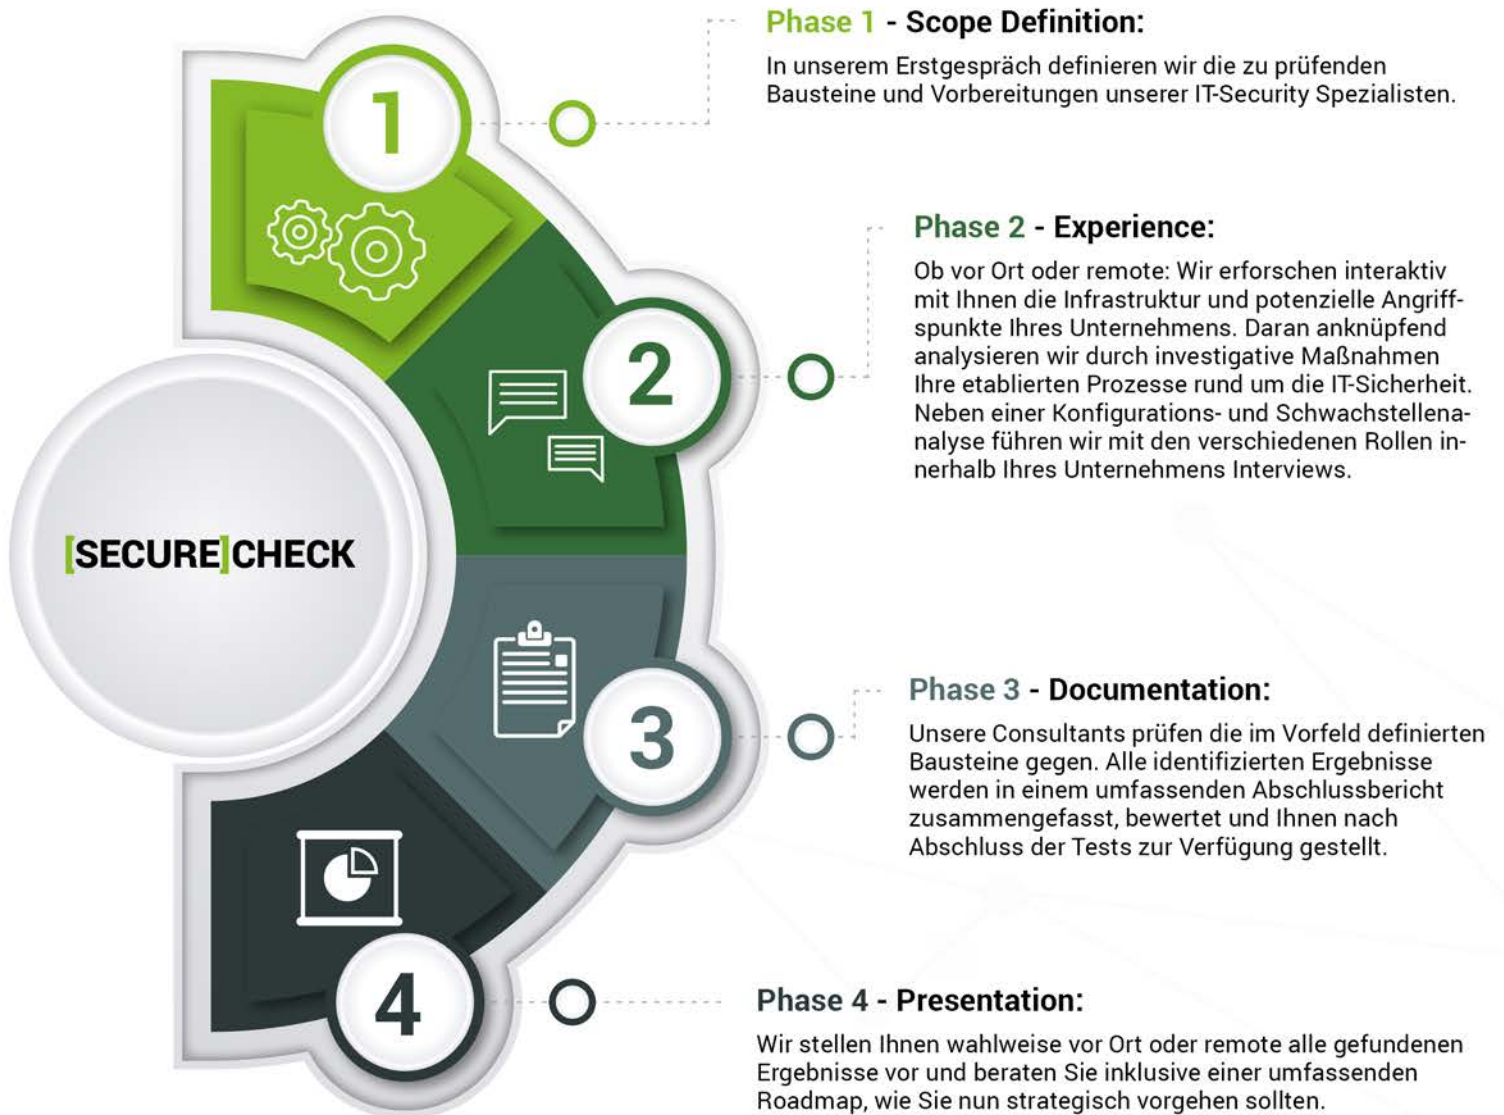 1
Phase 1 - Scope Definition:
In unserem Erstgespräch definieren wir die zu prüfenden
Bausteine und Vorbereitungen unserer IT-Security Spezialisten.
2
Phase 2 - Experience:
Ob vor Ort oder remote: Wir erforschen interaktiv
mit Ihnen die Infrastruktur und potenzielle Angriff-
spunkte Ihres Unternehmens. Daran anknüpfend
analysieren wir durch investigative Maßnahmen
Ihre etablierten Prozesse rund um die IT-Sicherheit.
Neben einer Konfigurations- und Schwachstellena-
nalyse führen wir mit den verschiedenen Rollen in-
nerhalb Ihres Unternehmens Interviews.
[SECURE]CHECK
3
Phase 3 - Documentation:
Unsere Consultants prüfen die im Vorfeld definierten
Bausteine gegen. Alle identifizierten Ergebnisse
werden in einem umfassenden Abschlussbericht
zusammengefasst, bewertet und Ihnen nach
Abschluss der Tests zur Verfügung gestellt.
4
Phase 4 - Presentation:
Wir stellen Ihnen wahlweise vor Ort oder remote alle gefundenen
Ergebnisse vor und beraten Sie inklusive einer umfassenden
Roadmap, wie Sie nun strategisch vorgehen sollten.